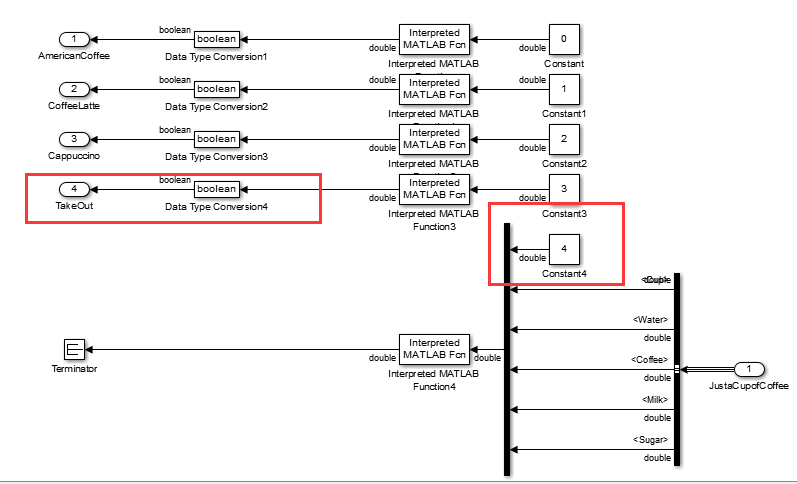 boolean
1
boolean
double
Interpreted
MATLAB Fcn
double
0
AmericanCoffee
Data Type Conversion1
Interpreted MATLAB
Constant
boolean
2
boolean
double
Interpreted
MATLAB Fcn
double
1
CoffeeLatte
Data Type Conversion2
Interpreted MATLAB
Constant1
boolean
3
boolean
double
Interpreted
MATLAB Fcn
double
2
Cappuccino
Data Type Conversion3
Interpreted MATLAB
Constant2
boolean
4
boolean
double
Interpreted
MATLAB Fcn
double
3
TakeOut
Data Type Conversion4
Interpreted MATLAB
Function3
Constant3
4
double
Constant4
double
<Water>
double
Interpreted
MATLAB Fcn
double
double
Terminator
Interpreted MATLAB
Function4
<Coffee>
double
1
JustaCupofCoffee
<Milk>
double
<Sugar>
double